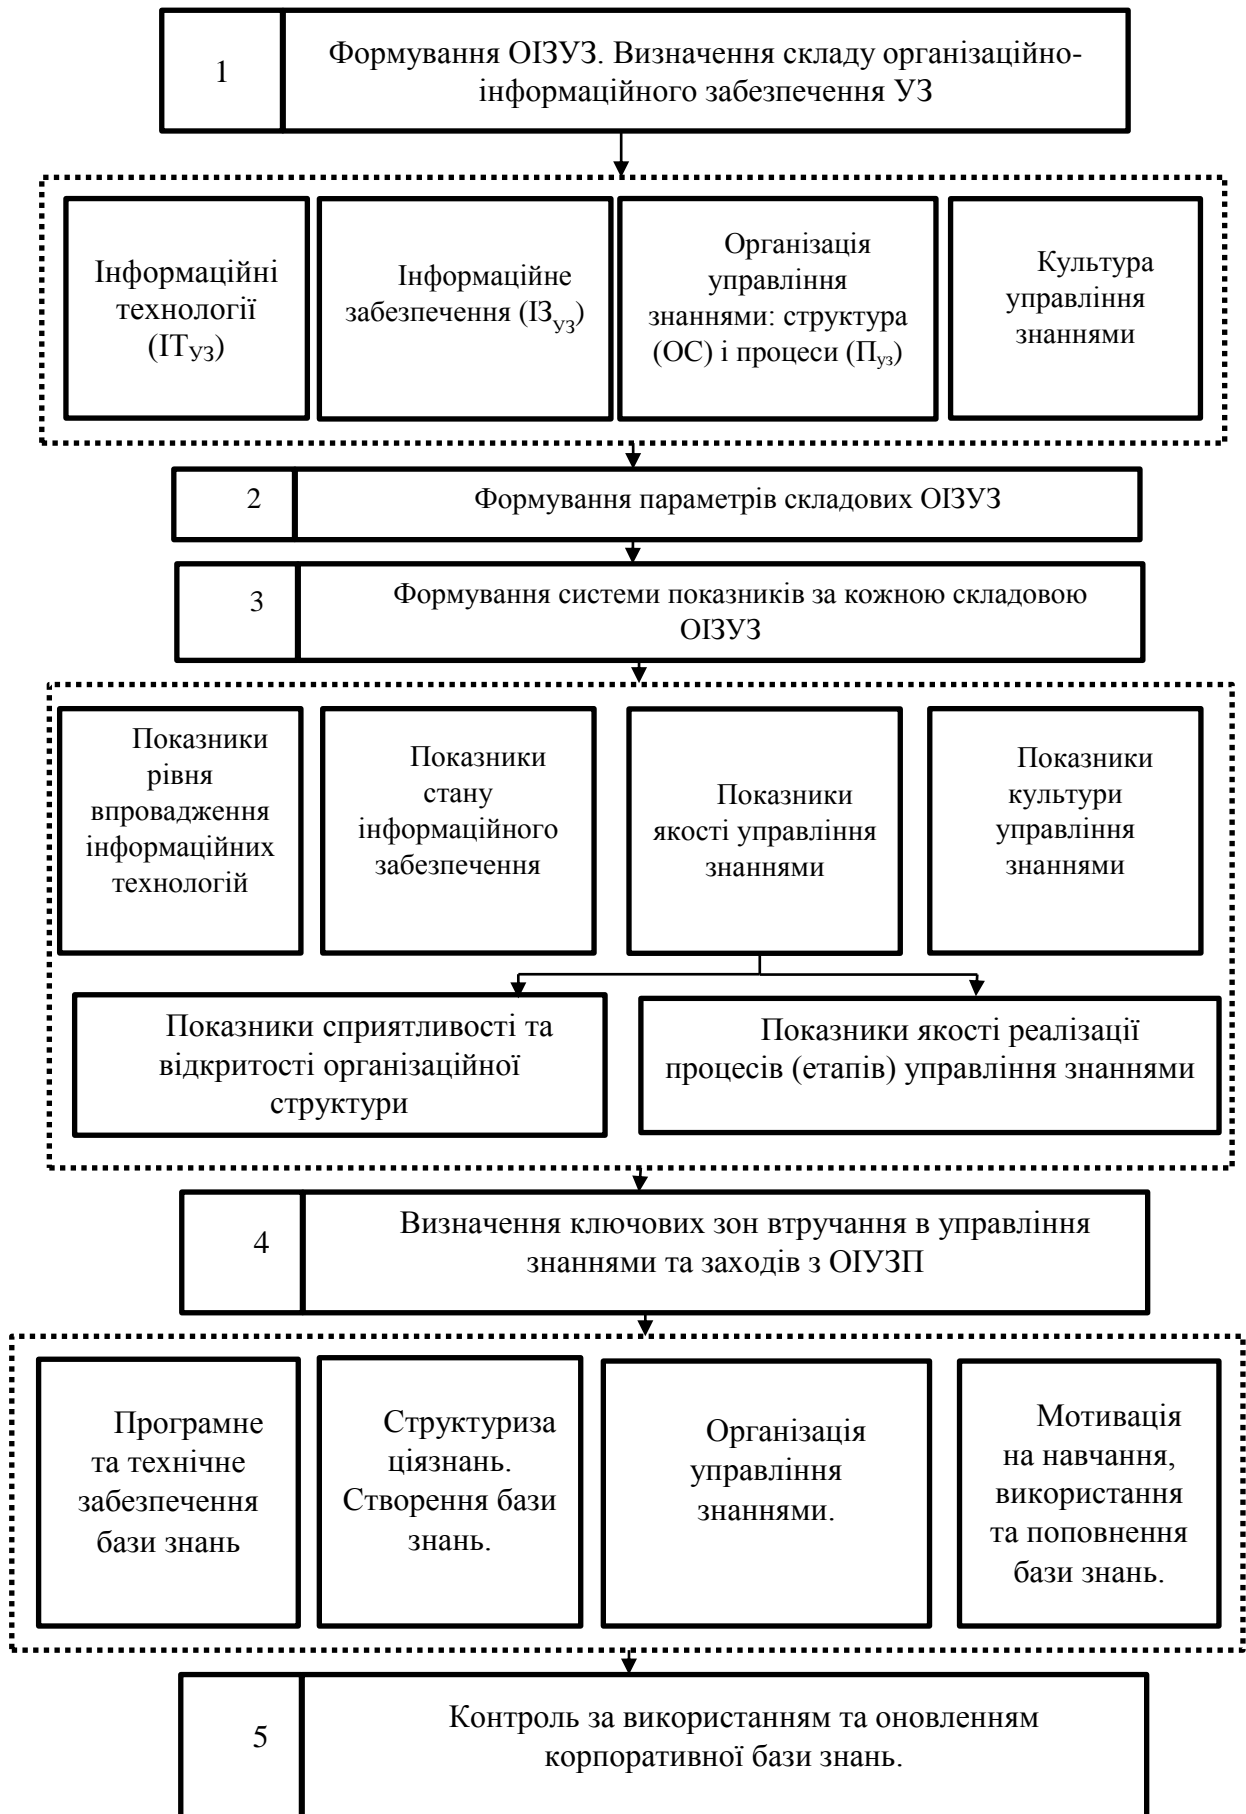 1
Формування ОІЗУЗ. Визначення складу організаційно-
інформаційного забезпечення УЗ
Інформаційні
технології
(ІТУЗ)
Інформаційне
забезпечення (ІЗУЗ)
Організація
управління
знаннями: структура
(ОС) і процеси (Пуз)
Культура
управління
знаннями
2
Формування параметрів складових ОІЗУЗ
3
Формування системи показників за кожною складовою
ОІЗУЗ
Показники
рівня
впровадження
інформаційних
технологій
Показники
стану
інформаційного
забезпечення
Показники
якості управління
знаннями
Показники
культури
управління
знаннями
Показники сприятливості та
відкритості організаційної
структури
Показники якості реалізації
процесів (етапів) управління знаннями
4
Визначення ключових зон втручання в управління
знаннями та заходів з ОІУЗП
Програмне
та технічне
забезпечення
бази знань
Структуриза
ціязнань.
Створення бази
знань.
Організація
управління
знаннями.
Мотивація
на навчання,
використання
та поповнення
бази знань.
5
Контроль за використанням та оновленням
корпоративної бази знань.